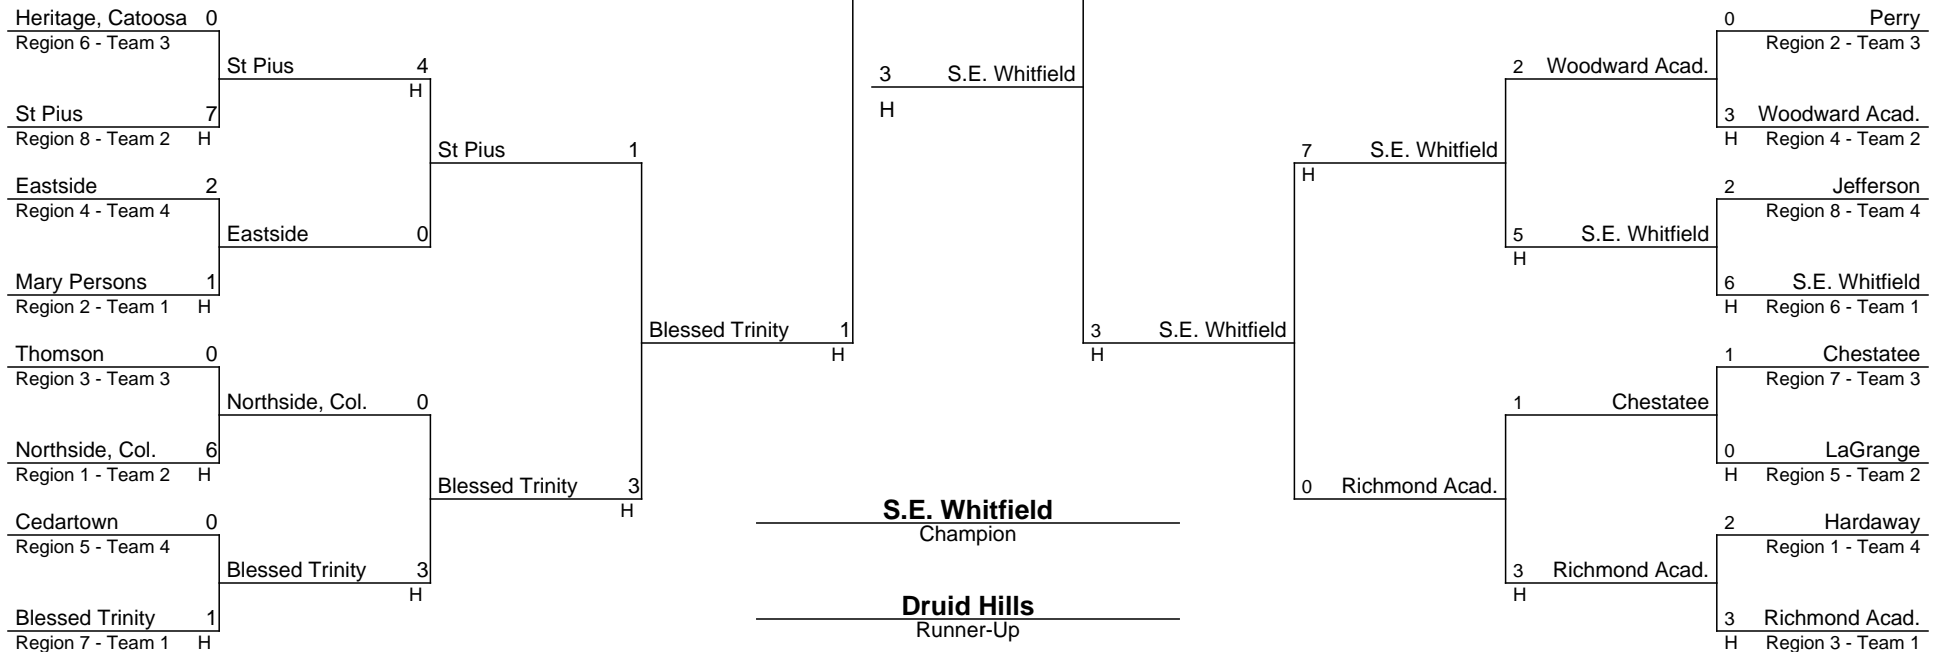 Heritage, Catoosa 0
Region 6 - Team 3
St Pius 4
H
St Pius 7
Region 8 - Team 2 H
St Pius 1
Eastside 2
Region 4 - Team 4
Eastside 0
Mary Persons 1
Region 2 - Team 1 H
Blessed Trinity 1
H
Thomson 0
Region 3 - Team 3
Northside, Col. 0
Northside, Col. 6
Region 1 - Team 2 H
Blessed Trinity 3
H
Cedartown 0
Region 5 - Team 4
Blessed Trinity 3
H
Blessed Trinity 1
Region 7 - Team 1 H
3 S.E. Whitfield
H
S.E. Whitfield
Champion
Druid Hills
Runner-Up
0 Perry
Region 2 - Team 3
2 Woodward Acad.
3 Woodward Acad.
H Region 4 - Team 2
7 S.E. Whitfield
H
2 Jefferson
Region 8 - Team 4
5 S.E. Whitfield
H
6 S.E. Whitfield
H Region 6 - Team 1
3 S.E. Whitfield
H
1 Chestatee
Region 7 - Team 3
1 Chestatee
0 LaGrange
H Region 5 - Team 2
0 Richmond Acad.
2 Hardaway
Region 1 - Team 4
3 Richmond Acad.
H
3 Richmond Acad.
H Region 3 - Team 1